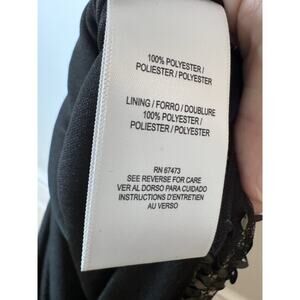 100% POLYESTER /
POLIESTER / POLYESTER
LINING / FORRO / DOUBLURE
100% POLYESTER /
POLIESTER / POLYESTER
RN 67473
SEE REVERSE FOR CARE
VER AL DORSO PARA CUIDADO
INSTRUCTIONS D'ENTRETIEN
AU VERSO